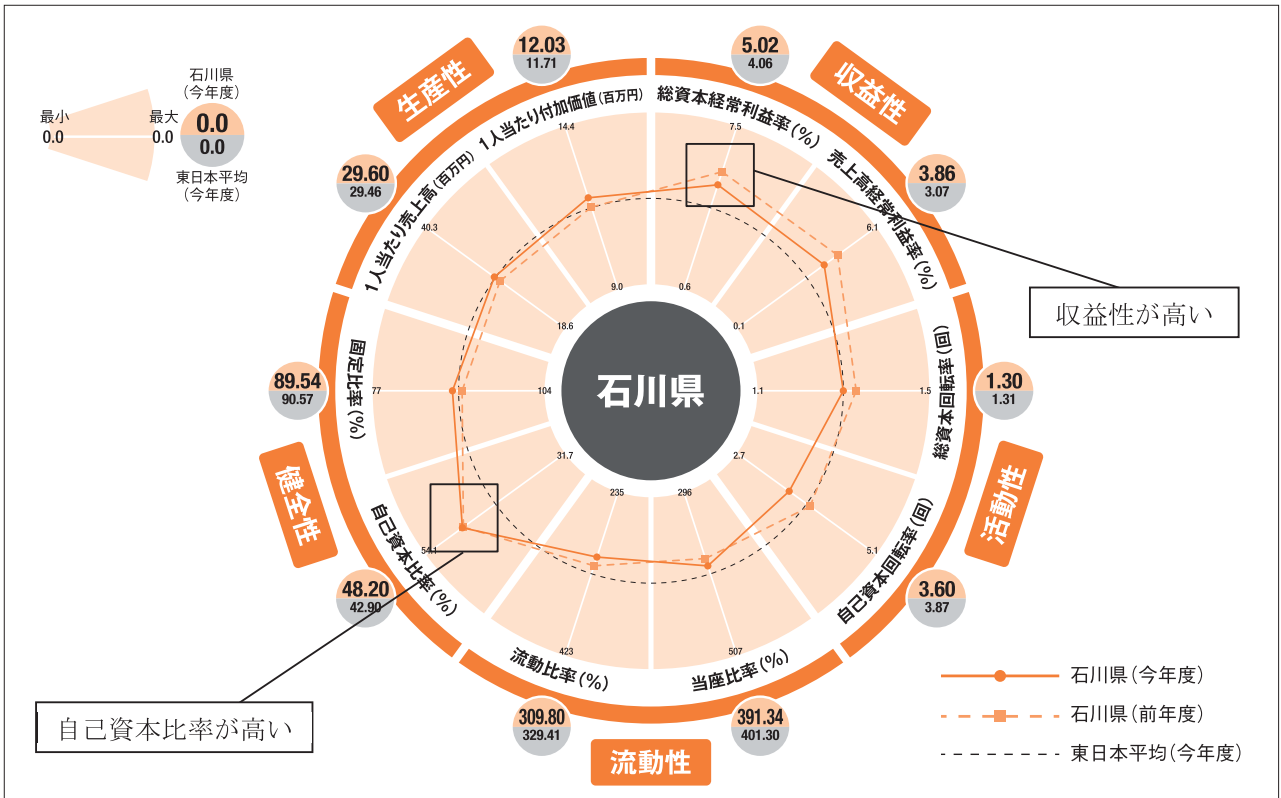 石川県
(今年度)
最小
0.0
最大
0.0
0.0
0.0
東日本平均
(今年度)
生産性
12.03
11.71
1人当たり付加価値(百万円)
14.4
9.0
29.60
29.46
1人当たり売上高(百万円)
40.3
18.6
収益性
5.02
4.06
総資本経常利益率(%)
7.5
0.6
3.86
3.07
売上高経常利益率(%)
6.1
0.1
収益性が高い
活動性
1.30
1.31
総資本回転率(回)
1.5
1.1
3.60
3.87
自己資本回転率(回)
5.1
2.7
流動性
391.34
401.30
当座比率(%)
507
296
309.80
329.41
流動比率(%)
423
235
健全性
48.20
42.90
自己資本比率(%)
54.1
31.7
89.54
90.57
固定比率(%)
77
104
自己資本比率が高い
石川県
石川県(今年度)
石川県(前年度)
東日本平均(今年度)